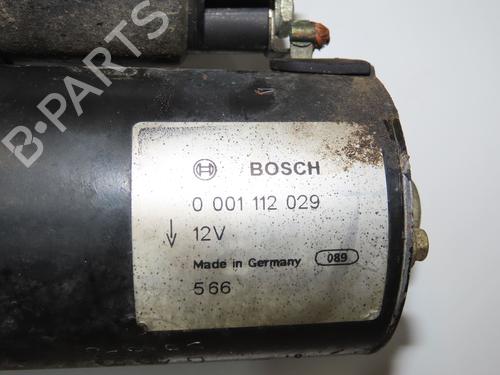 B-PARTS
BOSCH
0 001 112 029
12V
Made in Germany 089
566